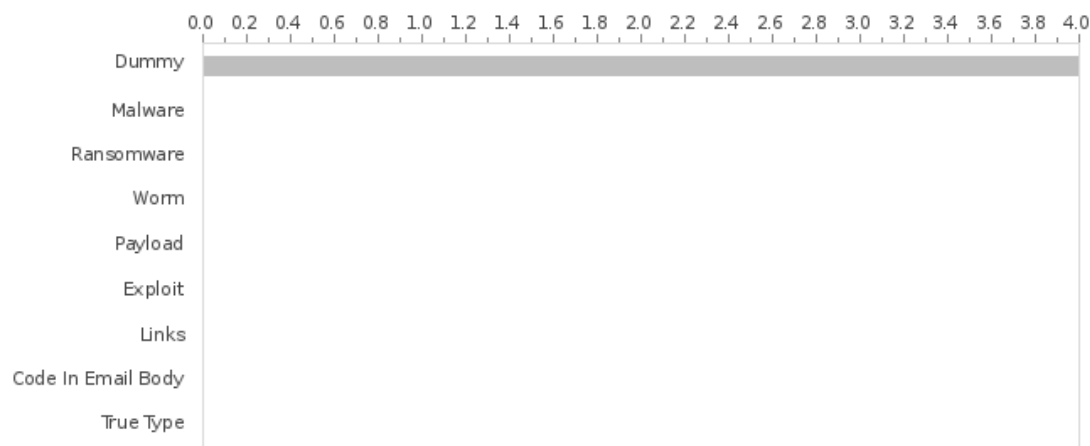 0.0 0.2 0.4 0.6 0.8 1.0 1.2 1.4 1.6 1.8 2.0 2.2 2.4 2.6 2.8 3.0 3.2 3.4 3.6 3.8 4.0
Dummy
Malware
Ransomware
Worm
Payload
Exploit
Links
Code In Email Body
True Type